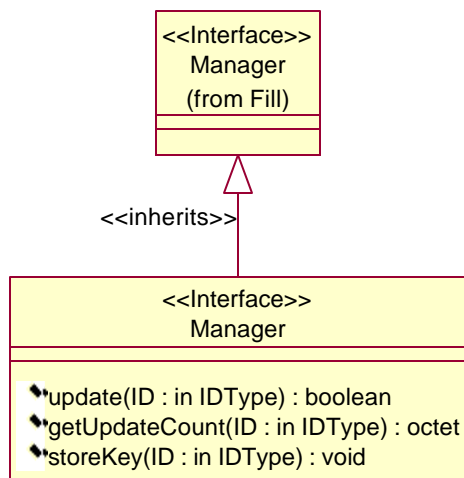 <<Interface>>
Manager
(from Fill)
<<inherits>>
<<Interface>>
Manager
update(ID : in IDType) : boolean
getUpdateCount(ID : in IDType) : octet
storeKey(ID : in IDType) : void